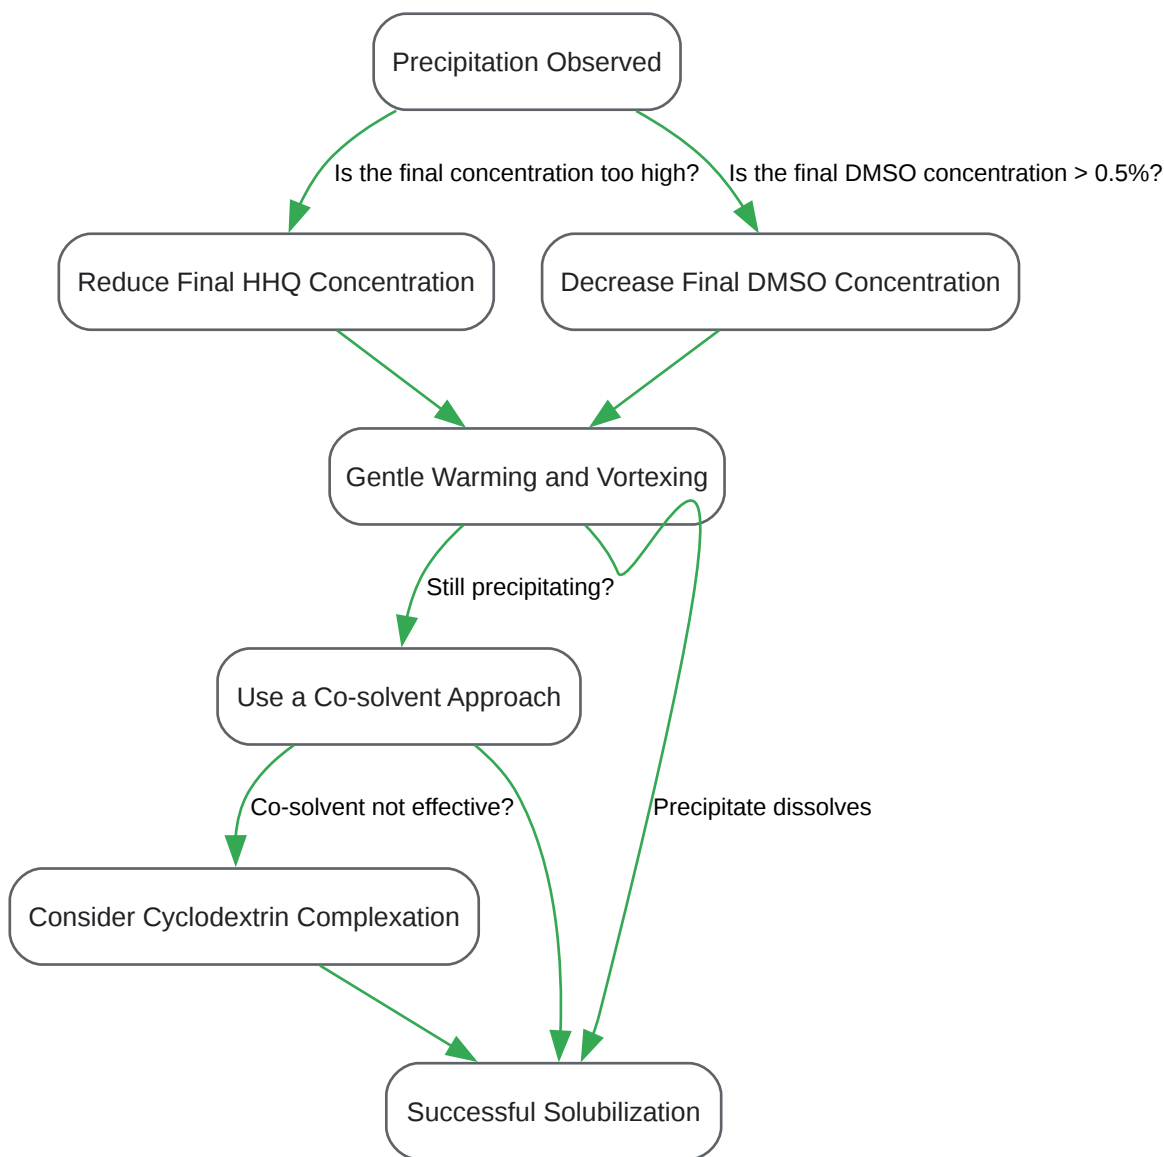 Precipitation Observed
Is the final concentration too high?
Is the final DMSO concentration > 0.5%?
Reduce Final HHQ Concentration
Decrease Final DMSO Concentration
Gentle Warming and Vortexing
Still precipitating?
Use a Co-solvent Approach
Co-solvent not effective?
Precipitate dissolves
Consider Cyclodextrin Complexation
Successful Solubilization